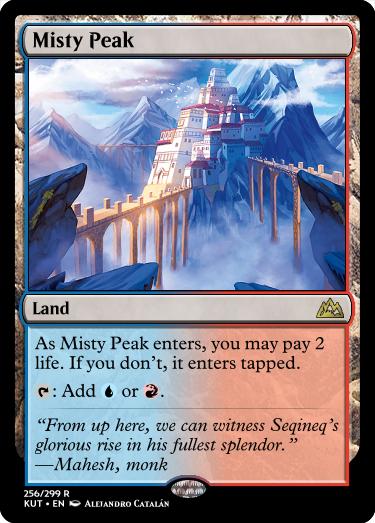 Misty Peak
Land
As Misty Peak enters, you may pay 2
life. If you don't, it enters tapped.
: Add or .
“From up here, we can witness Seqineq's
glorious rise in his fullest splendor.”
—Mahesh, monk
256/299 R
KUT • EN Alejandro Catalán